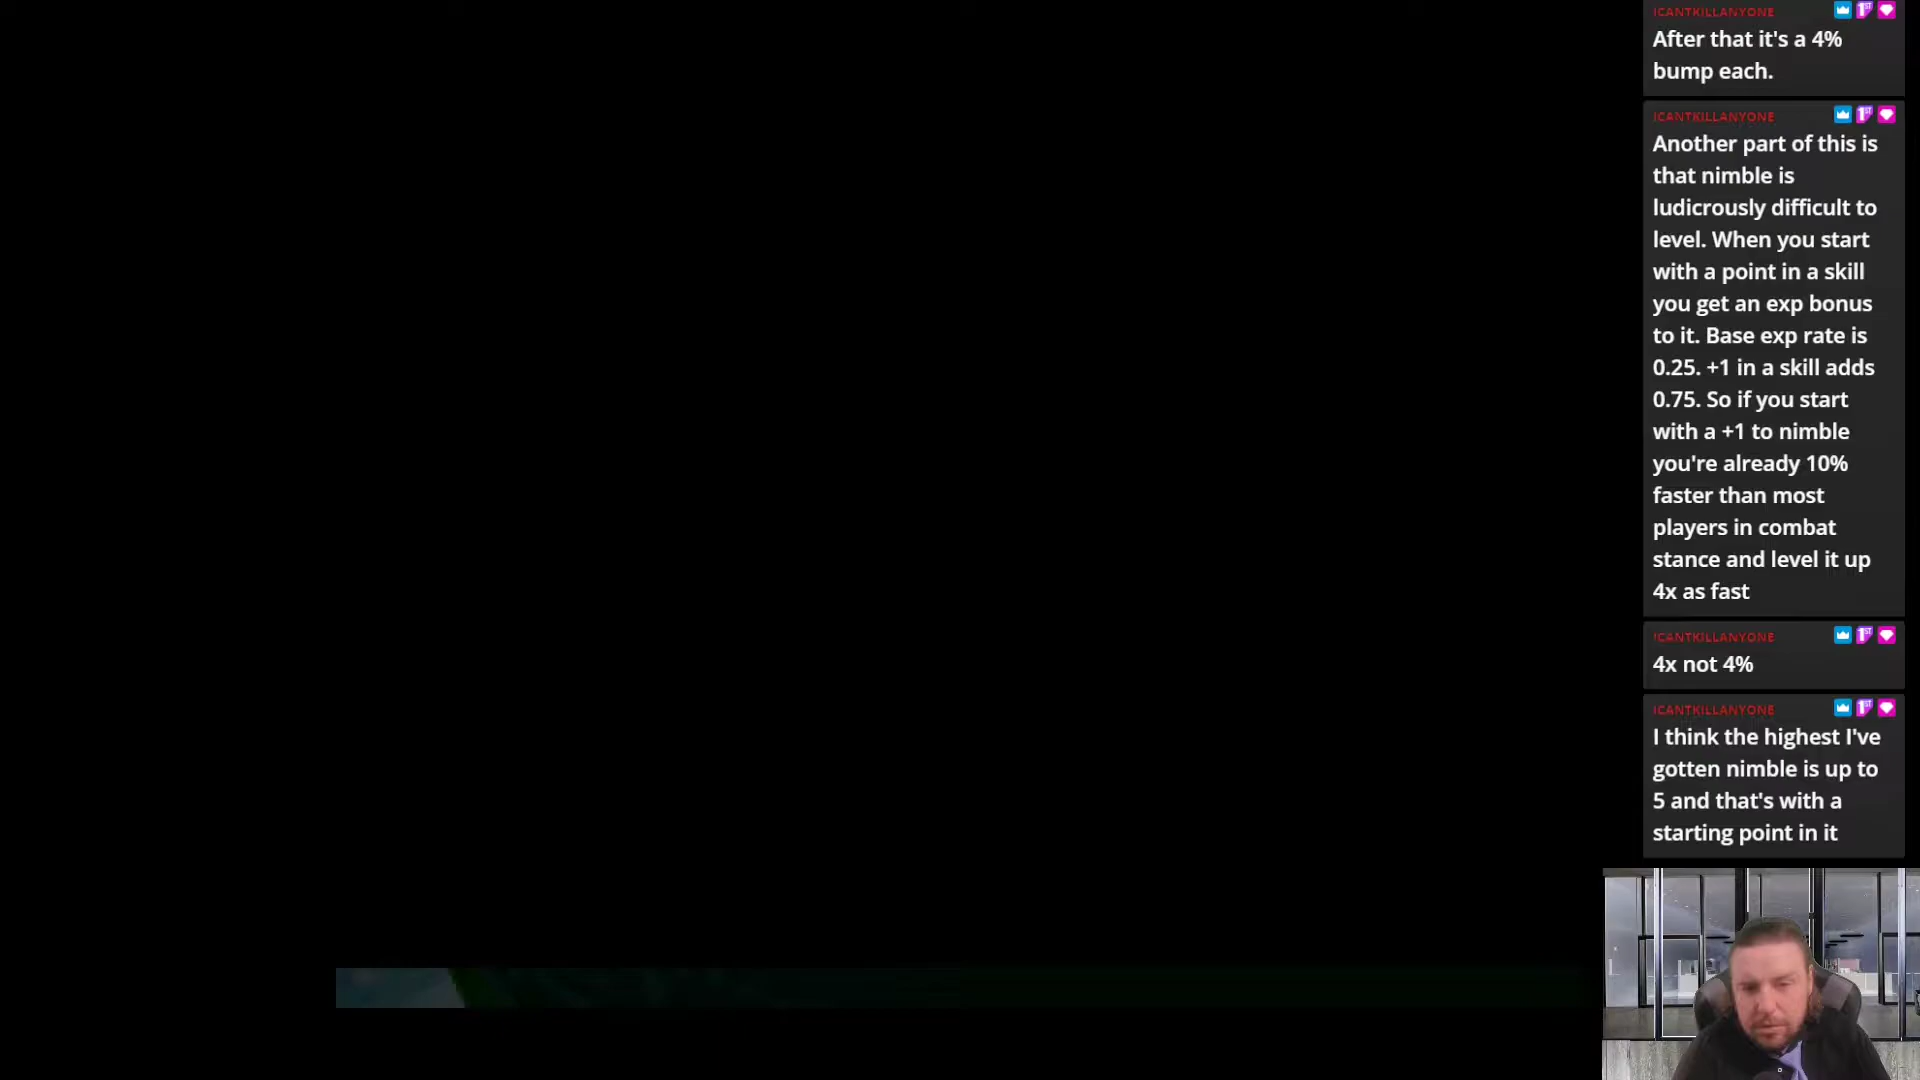 ICANTKILLANYONE
After that it's a 4%
bump each.
ICANTKILLANYONE
Another part of this is
that nimble is
ludicrously difficult to
level. When you start
with a point in a skill
you get an exp bonus
to it. Base exp rate is
0.25. +1 in a skill adds
0.75. So if you start
with a +1 to nimble
you're already 10%
faster than most
players in combat
stance and level it up
4x as fast
ICANTKILLANYONE
4x not 4%
ICANTKILLANYONE
I think the highest I've
gotten nimble is up to
5 and that's with a
starting point in it